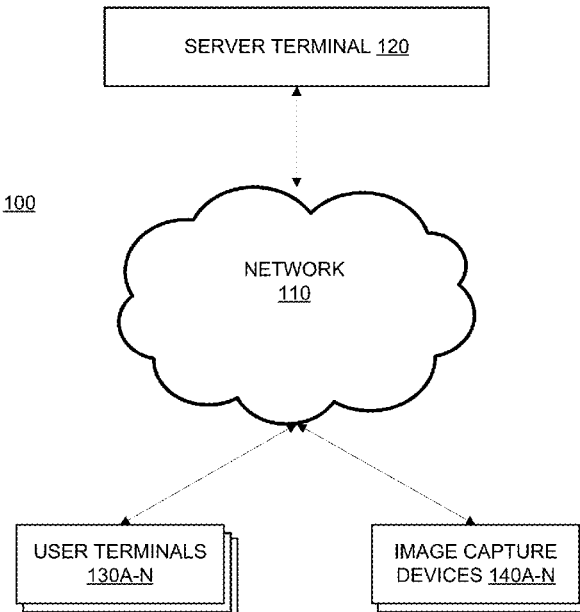 SERVER TERMINAL 120
100
NETWORK
110
USER TERMINALS
130A-N
IMAGE CAPTURE
DEVICES 140A-N